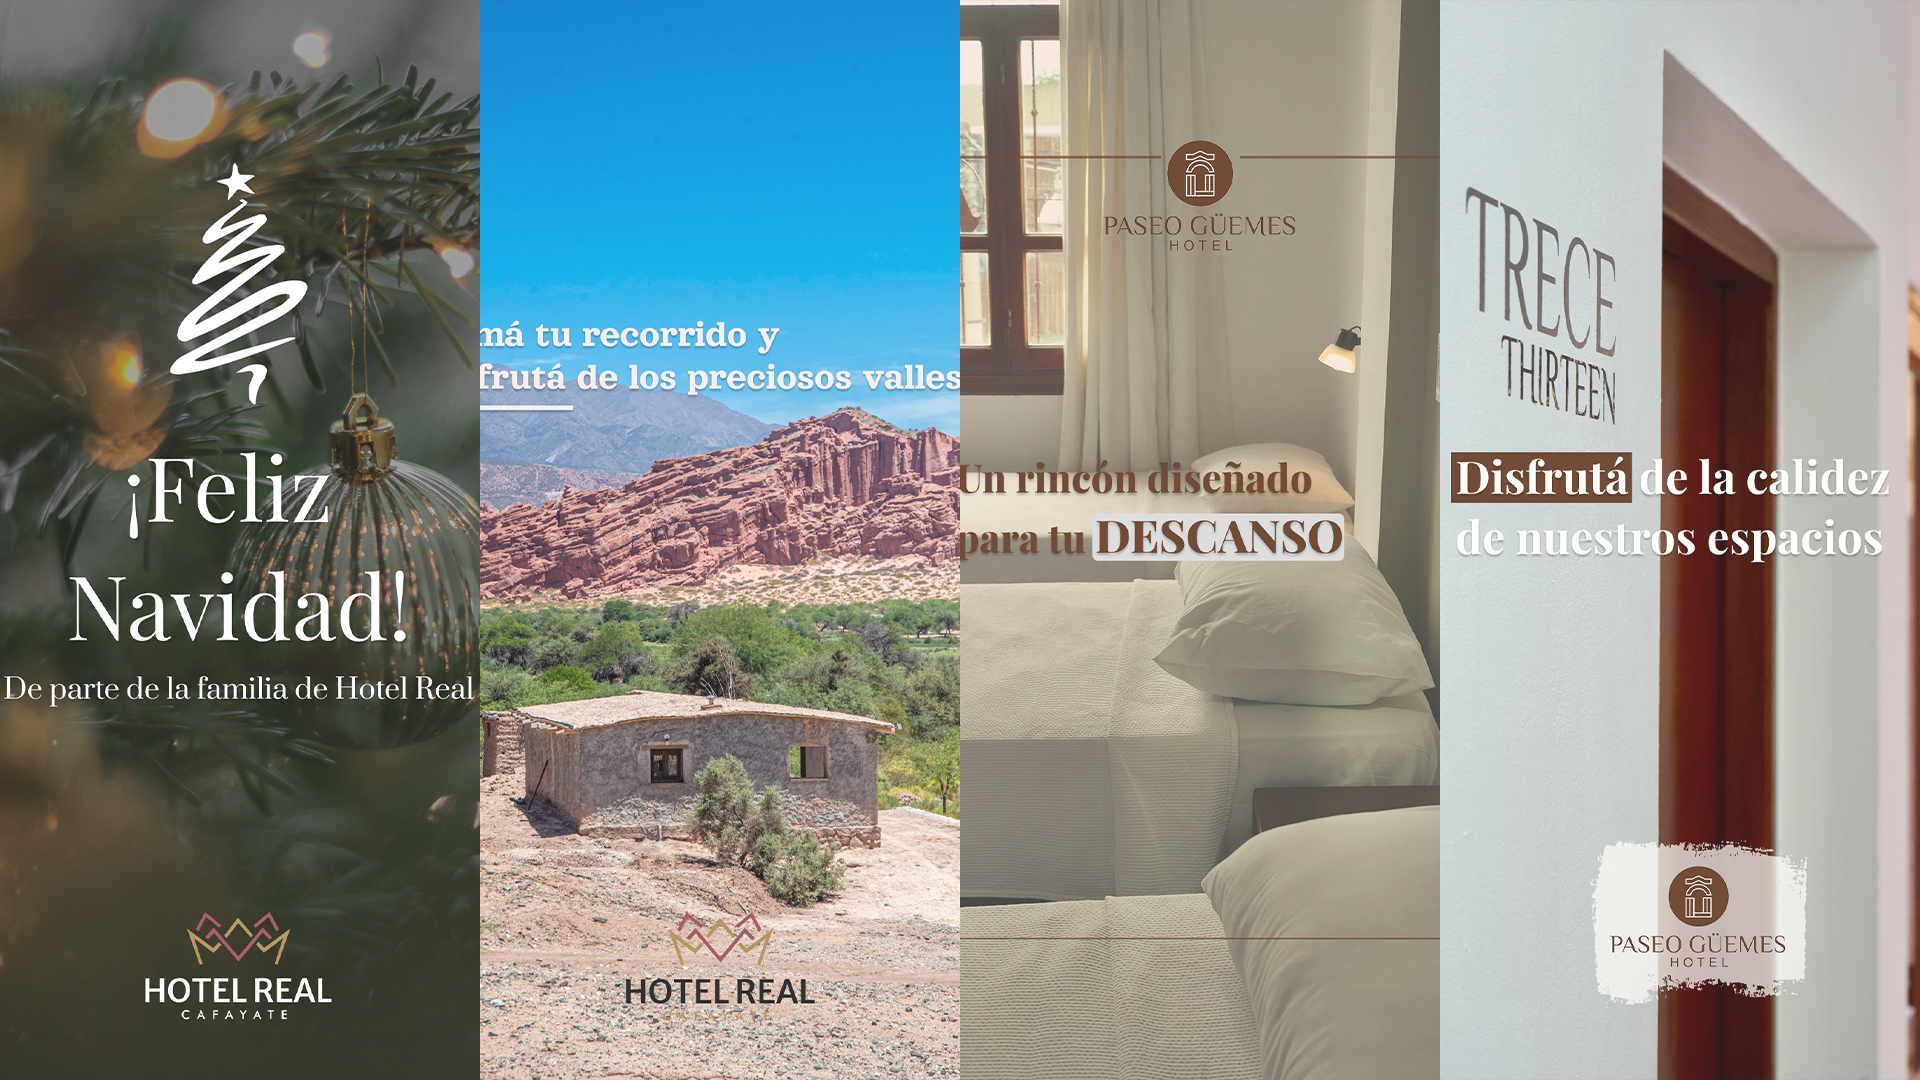 ¡Feliz
Navidad!
De parte de la familia de Hotel Real
HOTEL REAL
CAFAYATE
má tu recorrido y
frutá de los preciosos valles
HOTEL REAL
CAFAYATE
PASEO GÜEMES
HOTEL
Un rincón diseñado
para tu DESCANSO
TRECE
THIRTEEN
Disfrutá de la calidez
de nuestros espacios
PASEO GÜEMES
HOTEL